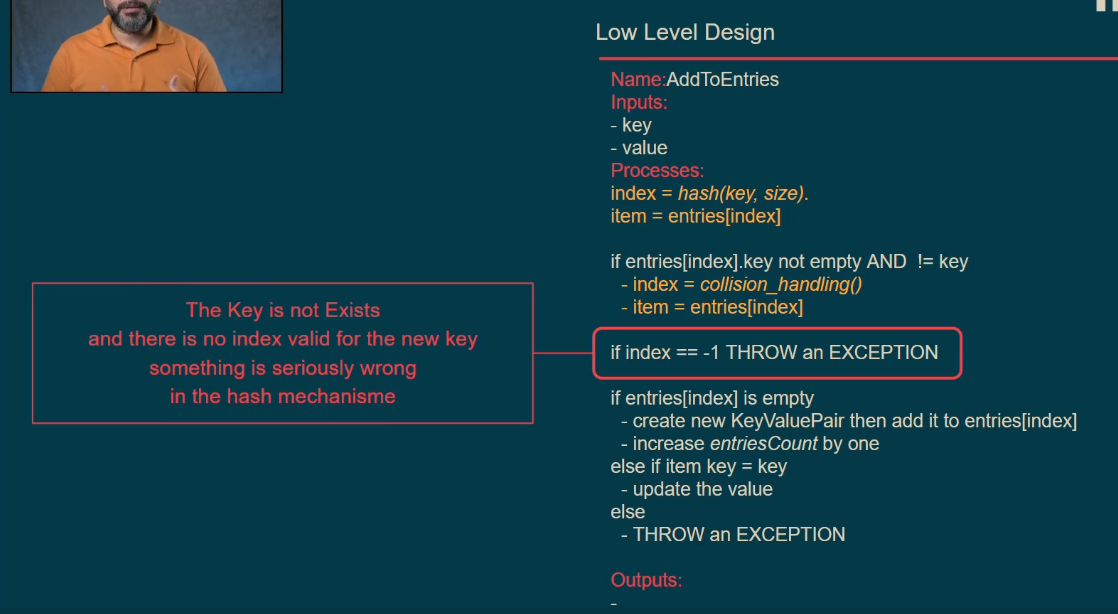 Low Level Design
Name:AddToEntries
Inputs:
- key
- value
Processes:
index = hash(key, size).
item = entries[index]
if entries[index].key not empty AND  != key
- index = collision_handling()
- item = entries[index]
The Key is not Exists
and there is no index valid for the new key
something is seriously wrong
in the hash mechanisme
if index == -1 THROW an EXCEPTION
if entries[index] is empty
- create new KeyValuePair then add it to entries[index]
- increase entriesCount by one
else if item key = key
- update the value
else
- THROW an EXCEPTION
Outputs:
-